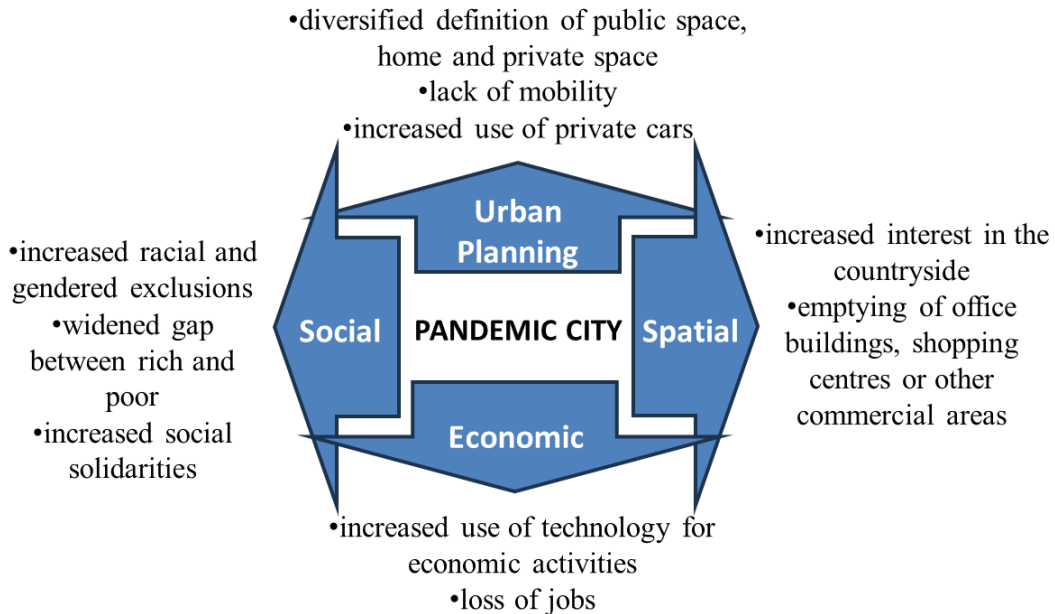 •diversified definition of public space,
home and private space
•lack of mobility
•increased use of private cars
Urban
Planning
•increased racial and
gendered exclusions
•widened gap
between rich and
poor
•increased social
solidarities
Social
PANDEMIC CITY
Spatial
•increased interest in the
countryside
•emptying of office
buildings, shopping
centres or other
commercial areas
Economic
•increased use of technology for
economic activities
•loss of jobs